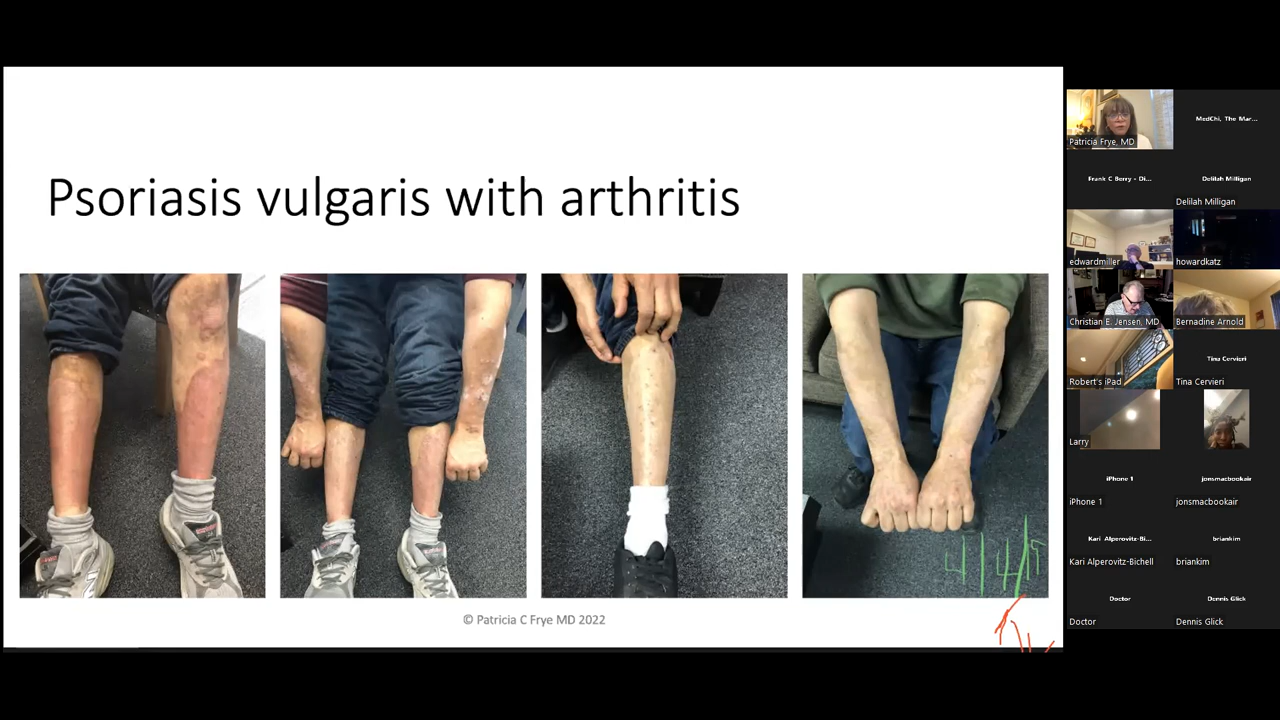 Psoriasis vulgaris with arthritis
© Patricia C Frye MD 2022
Patricia Frye, MD
MedChi, The Mar...
Frank C Berry - Di...
Delilah Milligan
Delilah Milligan
edwardmiller
howardkatz
Christian E. Jensen, MD
Bernadine Arnold
Robert's iPad
Tina Cervieri
Tina Cervieri
Larry
iPhone 1
iPhone 1
jonsmacbookair
jonsmacbookair
Kari Alperovitz-Bi...
Kari Alperovitz-Bichell
briankim
briankim
Doctor
Doctor
Dennis Glick
Dennis Glick